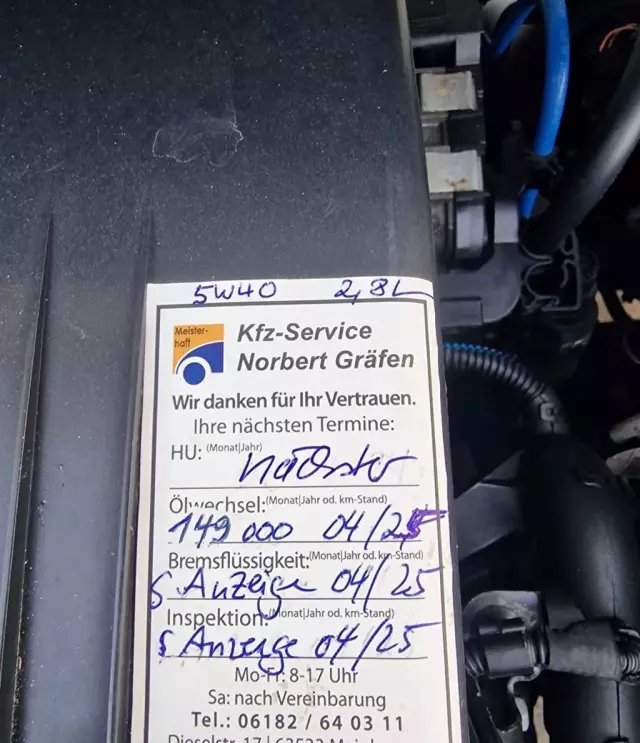 5W40 2,8L
Meister-
haft
Kfz-Service
Norbert Gräfen
Wir danken für Ihr Vertrauen.
Ihre nächsten Termine:
HU: (Monat|Jahr)
Nächster
Ölwechsel: (Monat|Jahr od. km-Stand)
149 000 04/25
Bremsflüssigkeit: (Monat|Jahr od. km-Stand)
S Anzeige 04/25
Inspektion: (Monat|Jahr od. km-Stand)
S Anzeige 04/25
Mo-Fr: 8-17 Uhr
Sa: nach Vereinbarung
Tel.: 06182 / 64 03 11